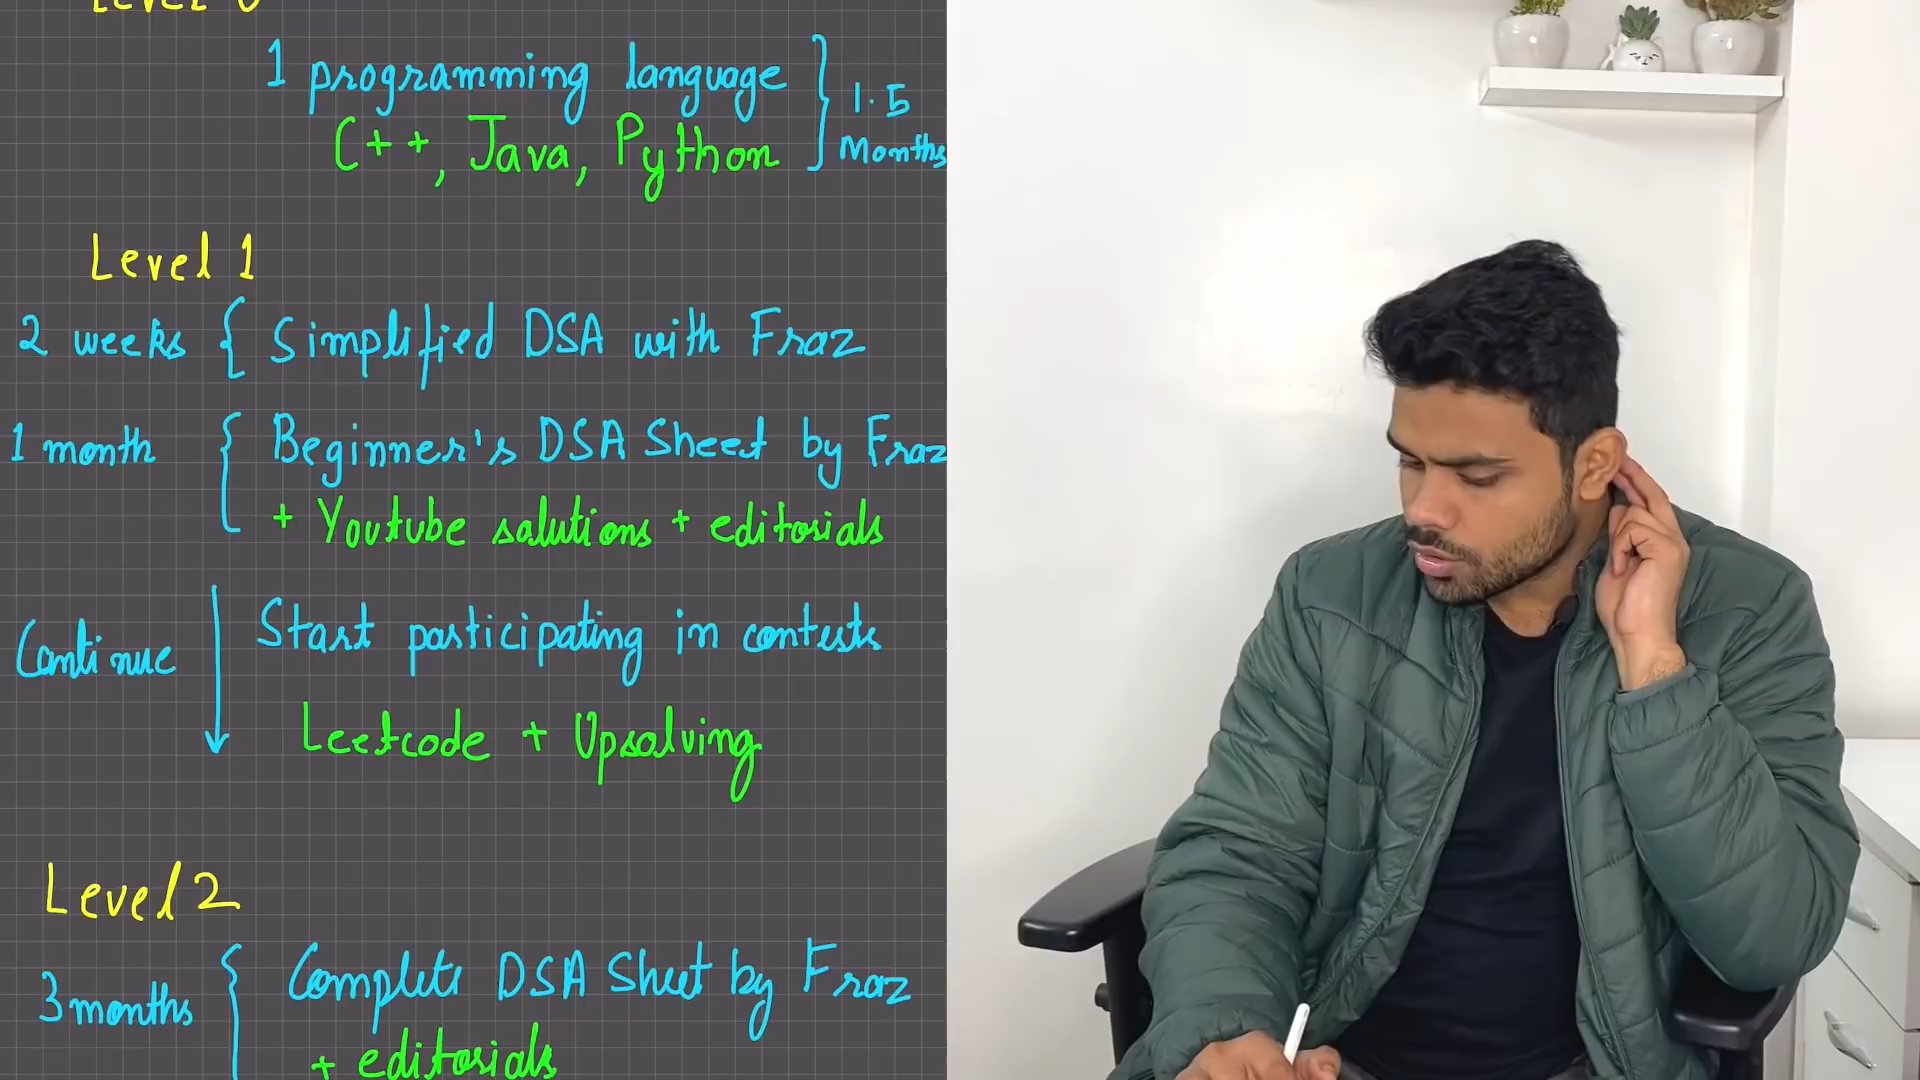 Level 0
1 programming language
C++, Java, Python
1.5
Months
Level 1
2 weeks { Simplified DSA with Fraz
1 month { Beginner's DSA Sheet by Fraz
+ Youtube solutions + editorials
Continue
Start participating in contests
Leetcode + Upsolving
Level 2
3 months { Complete DSA Sheet by Fraz
+ editorials